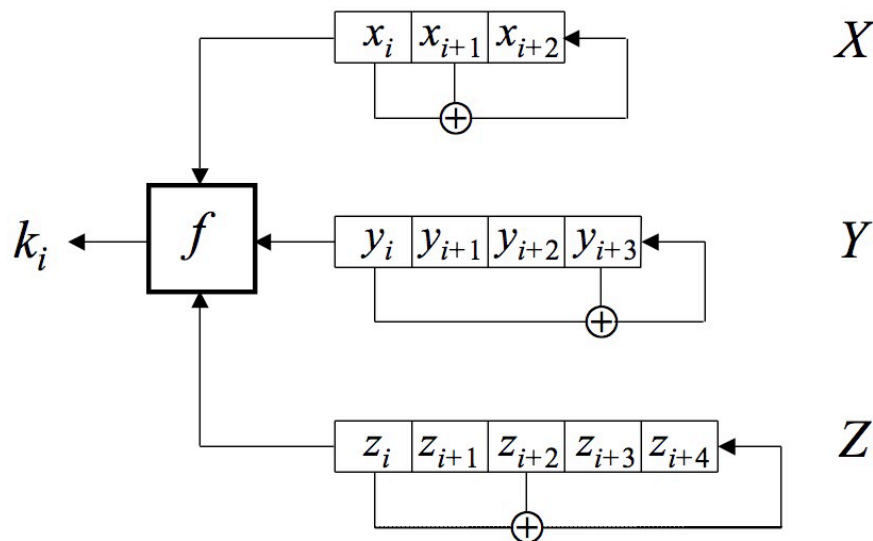 x_i x_{i+1} x_{i+2} X
k_i f y_i y_{i+1} y_{i+2} y_{i+3} Y
z_i z_{i+1} z_{i+2} z_{i+3} z_{i+4} Z